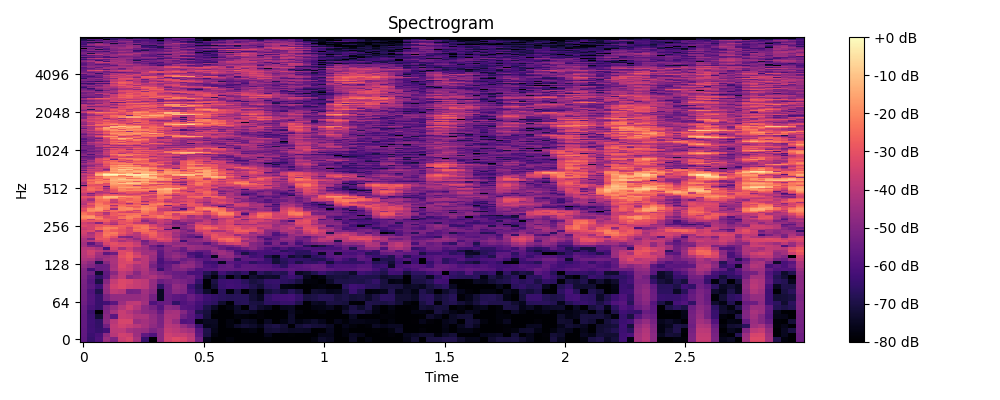 Spectrogram
Hz
4096
2048
1024
512
256
128
64
0
0 0.5 1 1.5 2 2.5
Time
+0 dB
-10 dB
-20 dB
-30 dB
-40 dB
-50 dB
-60 dB
-70 dB
-80 dB